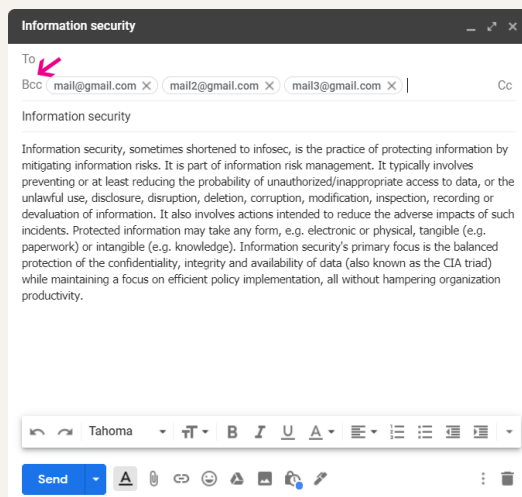 Information security
To
Bcc mail@gmail.com mail2@gmail.com mail3@gmail.com Cc
Information security
Information security, sometimes shortened to infosec, is the practice of protecting information by
mitigating information risks. It is part of information risk management. It typically involves
preventing or at least reducing the probability of unauthorized/inappropriate access to data, or the
unlawful use, disclosure, disruption, deletion, corruption, modification, inspection, recording or
devaluation of information. It also involves actions intended to reduce the adverse impacts of such
incidents. Protected information may take any form, e.g. electronic or physical, tangible (e.g.
paperwork) or intangible (e.g. knowledge). Information security's primary focus is the balanced
protection of the confidentiality, integrity and availability of data (also known as the CIA triad)
while maintaining a focus on efficient policy implementation, all without hampering organization
productivity.
Tahoma B I U A
Send A